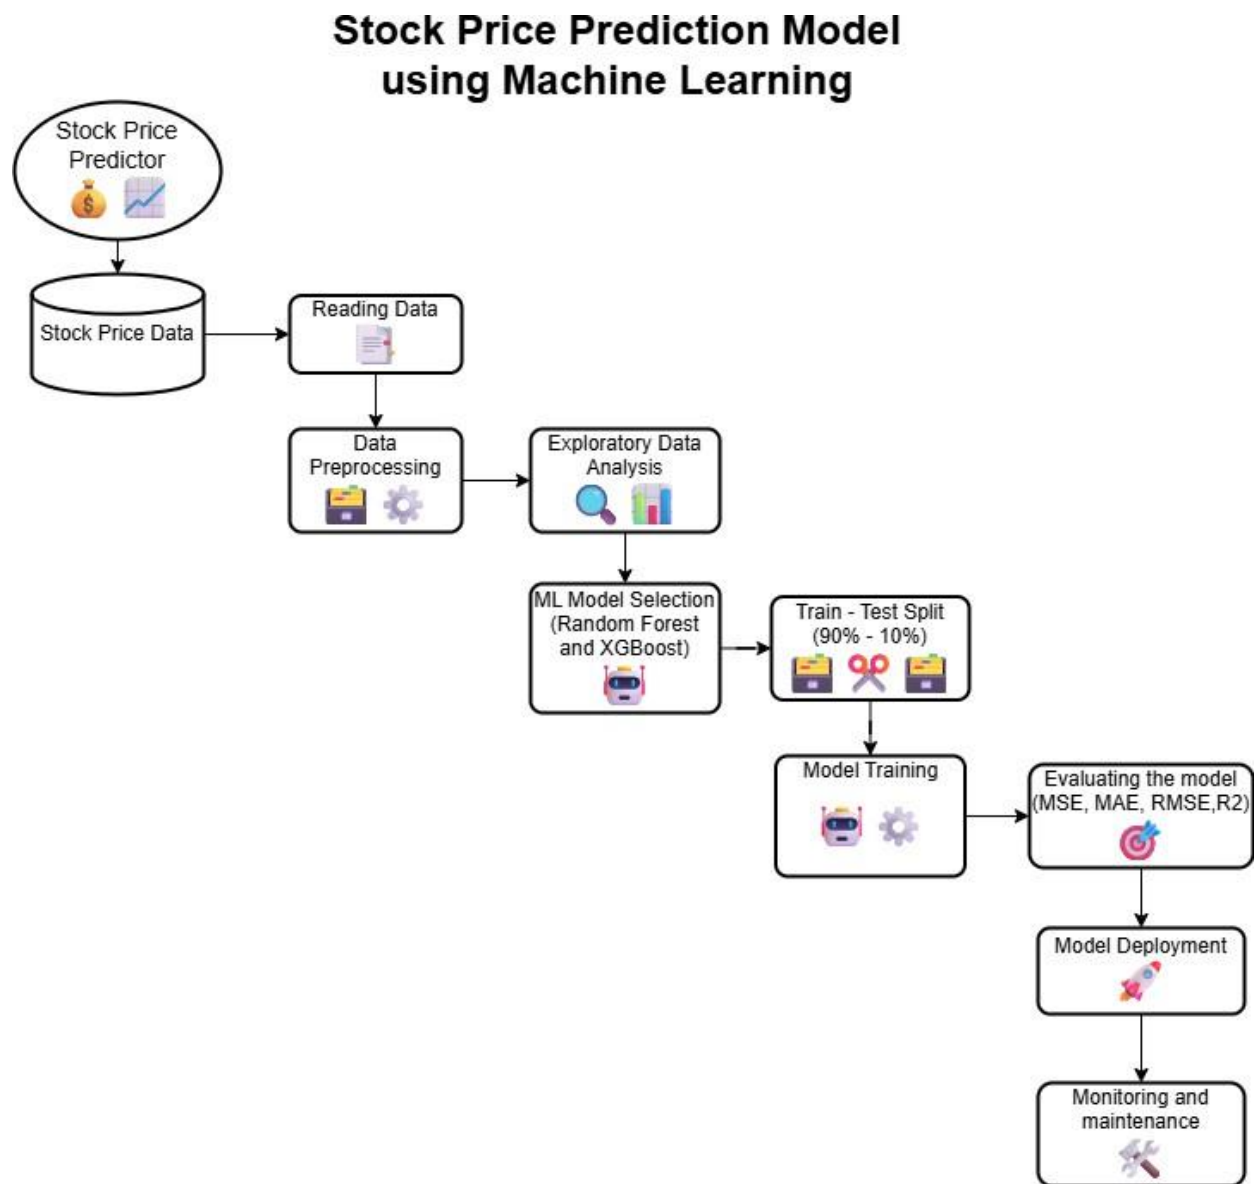 Stock Price Prediction Model
using Machine Learning
Stock Price
Predictor
Stock Price Data
Reading Data
Data
Preprocessing
Exploratory Data
Analysis
ML Model Selection
(Random Forest
and XGBoost)
Train - Test Split
(90% - 10%)
Model Training
Evaluating the model
(MSE, MAE, RMSE,R2)
Model Deployment
Monitoring and
maintenance